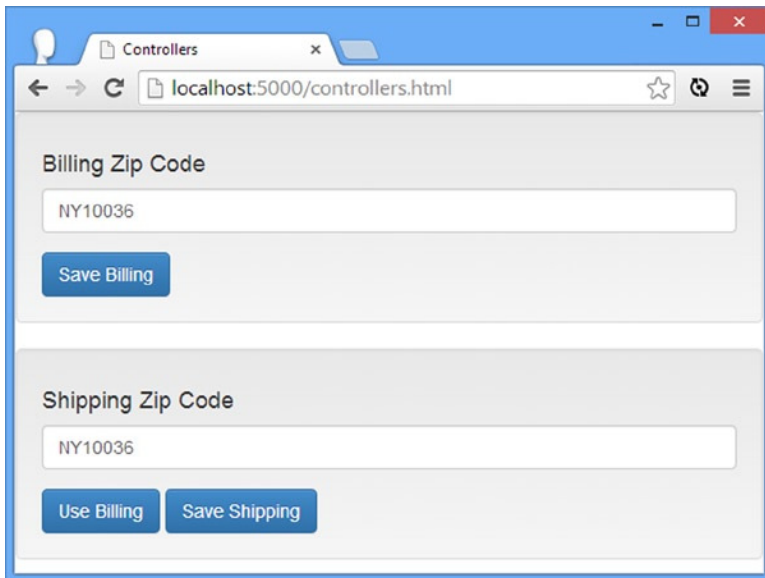 Controllers
localhost:5000/controllers.html
Billing Zip Code
NY10036
Save Billing
Shipping Zip Code
NY10036
Use Billing Save Shipping